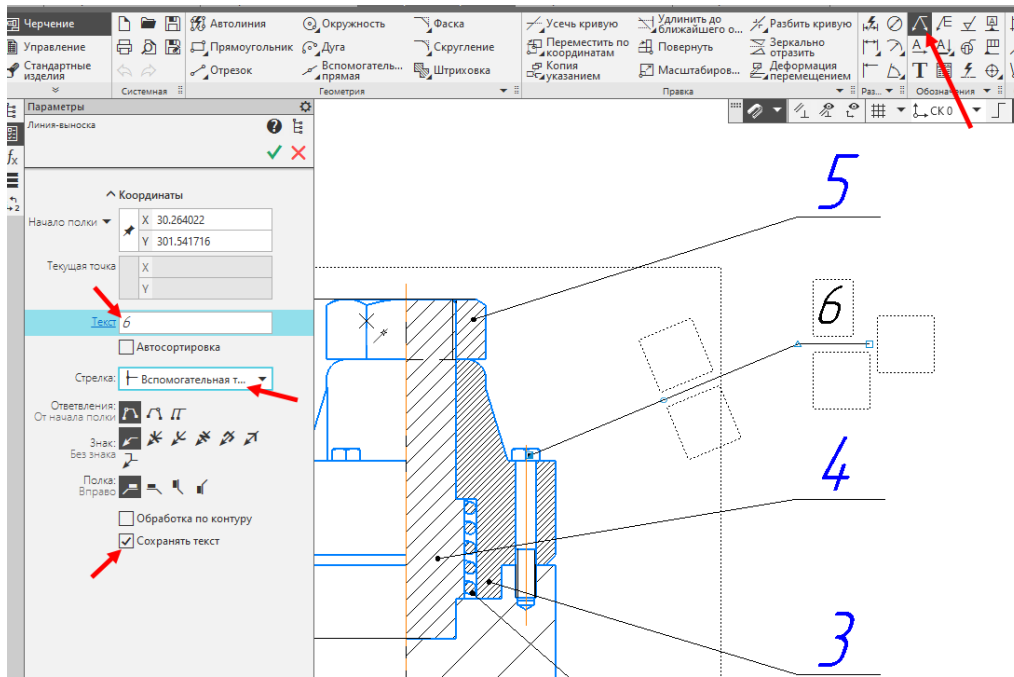 Черчение
Управление
Стандартные
изделия
Системная
Автолиния
Прямоугольник
Отрезок
Окружность
Дуга
Вспомогатель...
прямая
Фаска
Скругление
Штриховка
Геометрия
Усечь кривую
Переместить по
координатам
Копия
указанием
Удлинить до
ближайшего о...
Повернуть
Масштабиров...
Разбить кривую
Зеркально
отразить
Деформация
перемещением
Правка
Раз...
Обозначения
СК 0
Параметры
Линия-выноска
Координаты
Начало полки
X 30.264022
Y 301.541716
Текущая точка
X
Y
Текст 6
Автосортировка
Стрелка: Вспомогательная т...
Ответвления:
От начала полки
Знак:
Без знака
Полка:
Вправо
Обработка по контуру
Сохранять текст
5
6
4
3